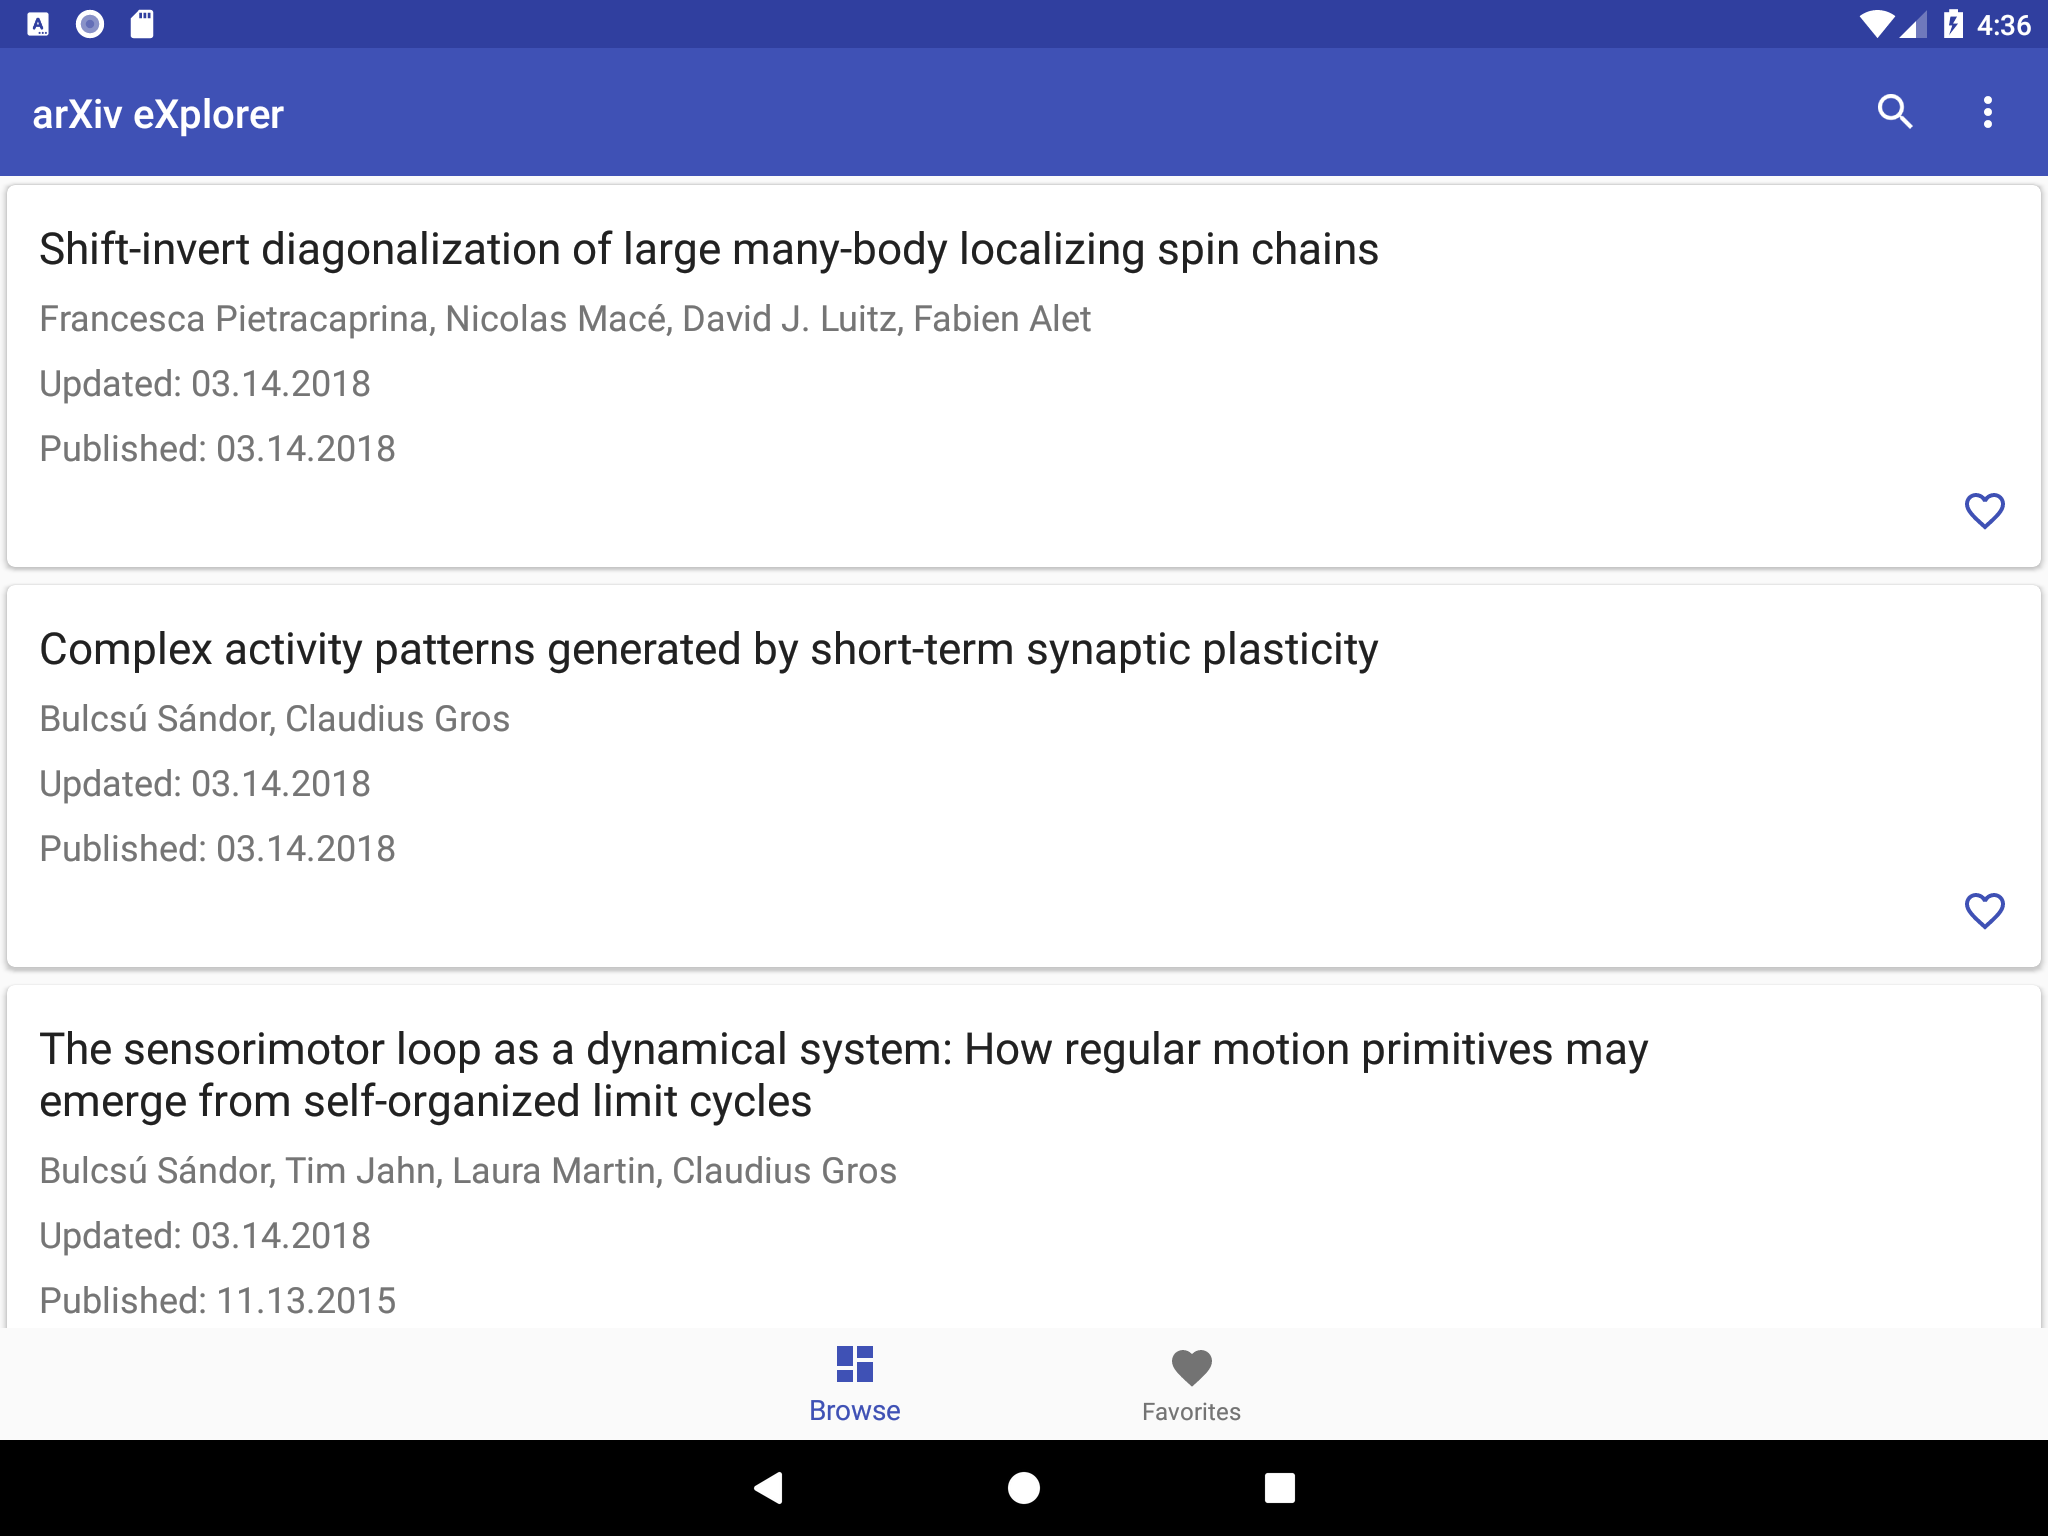 4:36
arXiv eXplorer
Shift-invert diagonalization of large many-body localizing spin chains
Francesca Pietracaprina, Nicolas Macé, David J. Luitz, Fabien Alet
Updated: 03.14.2018
Published: 03.14.2018
Complex activity patterns generated by short-term synaptic plasticity
Bulcsú Sándor, Claudius Gros
Updated: 03.14.2018
Published: 03.14.2018
The sensorimotor loop as a dynamical system: How regular motion primitives may
emerge from self-organized limit cycles
Bulcsú Sándor, Tim Jahn, Laura Martin, Claudius Gros
Updated: 03.14.2018
Published: 11.13.2015
Browse
Favorites